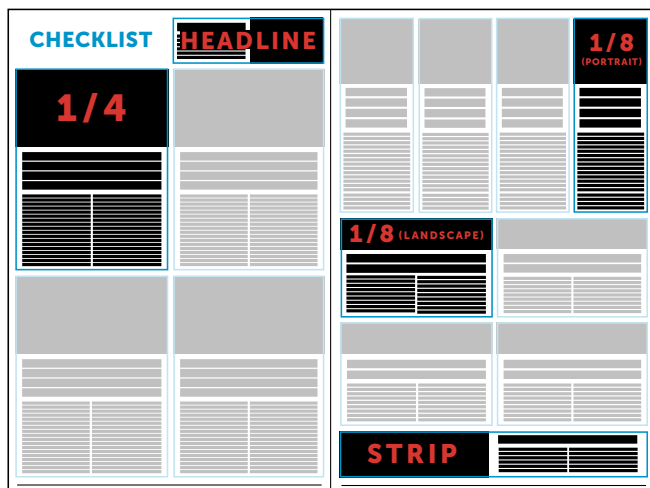 CHECKLIST
HEADLINE
1/4
1/8
(PORTRAIT)
1/8 (LANDSCAPE)
STRIP